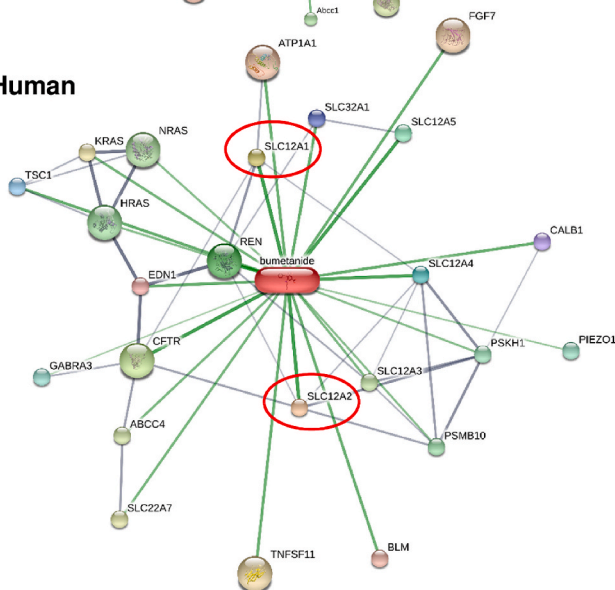 Abcc1
FGF7
ATP1A1
Human
SLC32A1
SLC12A5
NRAS
KRAS
SLC12A1
TSC1
HRAS
CALB1
REN
bumetanide
SLC12A4
EDN1
PSKH1
PIEZO1
CFTR
GABRA3
SLC12A3
SLC12A2
ABCC4
PSMB10
SLC22A7
BLM
TNFSF11